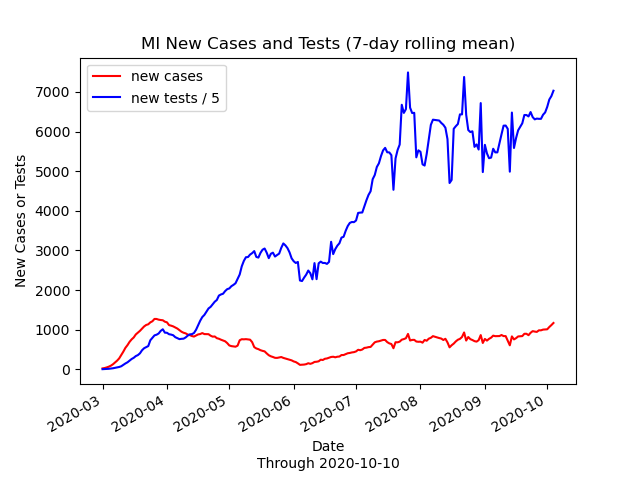 MI New Cases and Tests (7-day rolling mean)
new cases
new tests / 5
7000
6000
5000
4000
3000
2000
1000
0
New Cases or Tests
2020-03
2020-04
2020-05
2020-06
2020-07
2020-08
2020-09
2020-10
Date
Through 2020-10-10